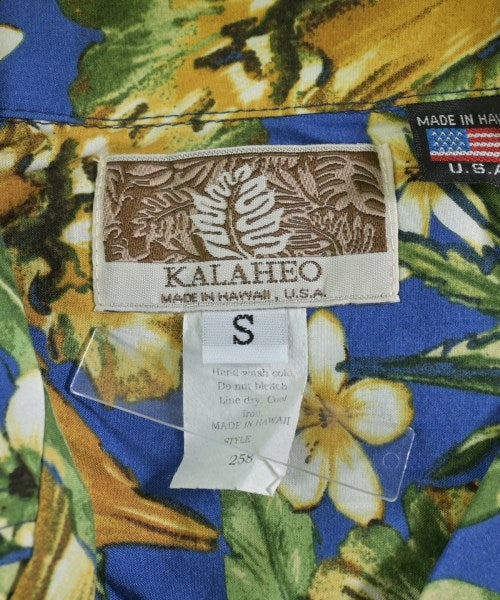 MADE IN HAW
U.S.A
KALAHEO
MADE IN HAWAII, U.S.A.
S
Hand wash cold.
Do not bleach
Line dry. Cool
iron.
MADE IN HAWAII
STYLE
258